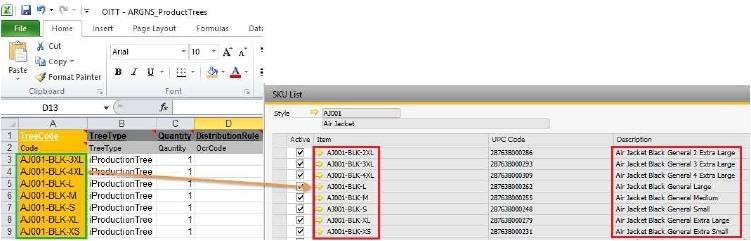 OITT - ARGNS_ProductTrees
File Home Insert Page Layout Formulas Data
Cut
Copy
Format Painter
Paste
Clipboard
Arial 10 A A
B I U A
Font
D13 fx
A B C D
1 TreeCode TreeType Quantity DistributionRule
2 Code TreeType Qauntity OcrCode
3 AJ001-BLK-3XL iProductionTree 1
4 AJ001-BLK-4XL iProductionTree 1
5 AJ001-BLK-L iProductionTree 1
6 AJ001-BLK-M iProductionTree 1
7 AJ001-BLK-S iProductionTree 1
8 AJ001-BLK-XL iProductionTree 1
9 AJ001-BLK-XS iProductionTree 1
SKU List
Style AJ001
Air Jacket
Active Item UPC Code Description
AJ001-BLK-2XL 287638000286 Air Jacket Black General 2 Extra Large
AJ001-BLK-3XL 287638000293 Air Jacket Black General 3 Extra Large
AJ001-BLK-4XL 287638000309 Air Jacket Black General 4 Extra Large
AJ001-BLK-L 287638000262 Air Jacket Black General Large
AJ001-BLK-M 287638000255 Air Jacket Black General Medium
AJ001-BLK-S 287638000248 Air Jacket Black General Small
AJ001-BLK-XL 287638000279 Air Jacket Black General Extra Large
AJ001-BLK-XS 287638000231 Air Jacket Black General Extra Small